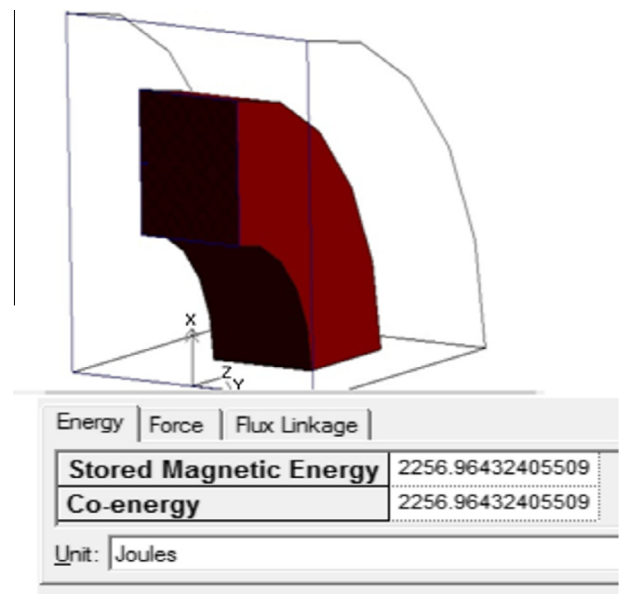 X
Z
Y
Energy Force Flux Linkage
Stored Magnetic Energy 2256.96432405509
Co-energy 2256.96432405509
Unit: Joules